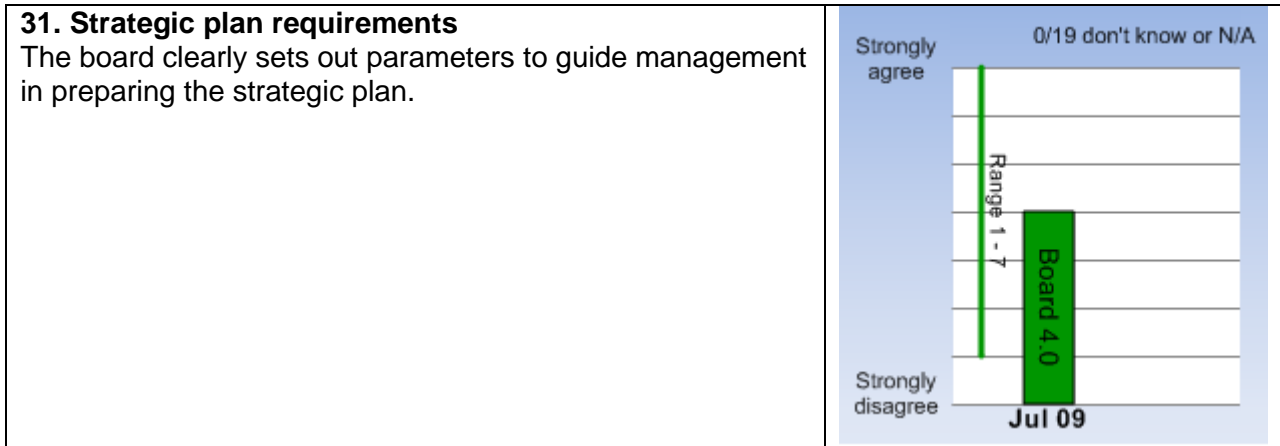 31. Strategic plan requirements
The board clearly sets out parameters to guide management
in preparing the strategic plan.
0/19 don't know or N/A
Strongly
agree
Range 1 - 7
Board 4.0
Strongly
disagree
Jul 09